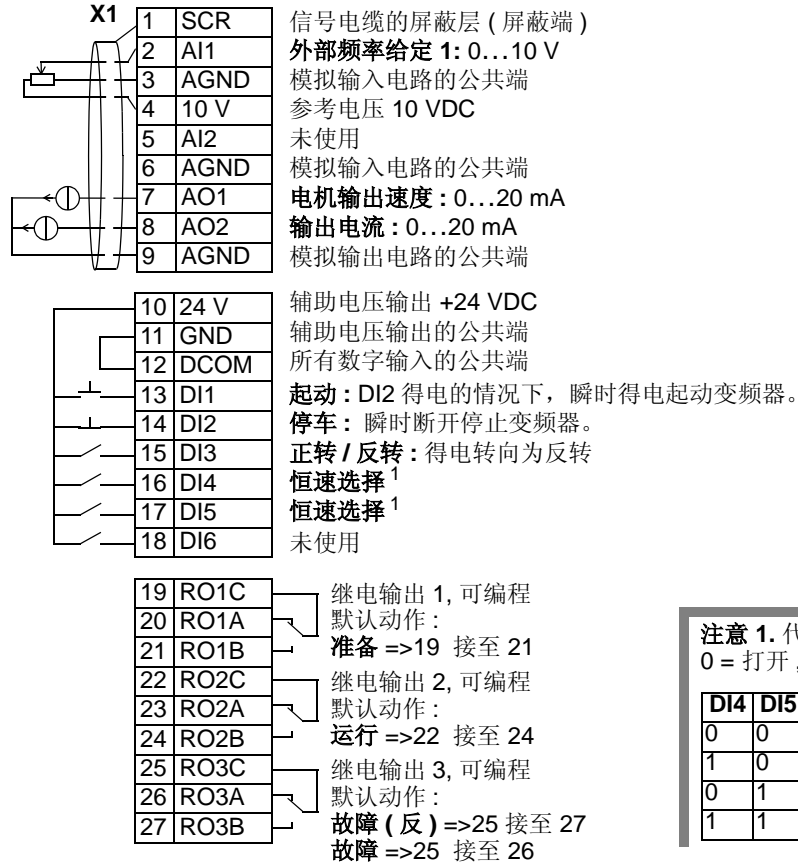 X1
1 SCR 信号电缆的屏蔽层 ( 屏蔽端 )
2 AI1 外部频率给定 1: 0…10 V
3 AGND 模拟输入电路的公共端
4 10 V 参考电压 10 VDC
5 AI2 未使用
6 AGND 模拟输入电路的公共端
7 AO1 电机输出速度 : 0…20 mA
8 AO2 输出电流 : 0…20 mA
9 AGND 模拟输出电路的公共端
10 24 V 辅助电压输出 +24 VDC
11 GND 辅助电压输出的公共端
12 DCOM 所有数字输入的公共端
13 DI1 起动 : DI2 得电的情况下，瞬时得电起动变频器。
14 DI2 停车 : 瞬时断开停止变频器。
15 DI3 正转 / 反转 : 得电转向为反转
16 DI4 恒速选择 1
17 DI5 恒速选择 1
18 DI6 未使用
19 RO1C 继电输出 1, 可编程
20 RO1A 默认动作 :
21 RO1B 准备 =>19 接至 21
22 RO2C 继电输出 2, 可编程
23 RO2A 默认动作 :
24 RO2B 运行 =>22 接至 24
25 RO3C 继电输出 3, 可编程
26 RO3A 默认动作 :
27 RO3B 故障 ( 反 ) =>25 接至 27
故障 =>25 接至 26
注意 1. 代
0 = 打开 ,
DI4 DI5
0 0
1 0
0 1
1 1